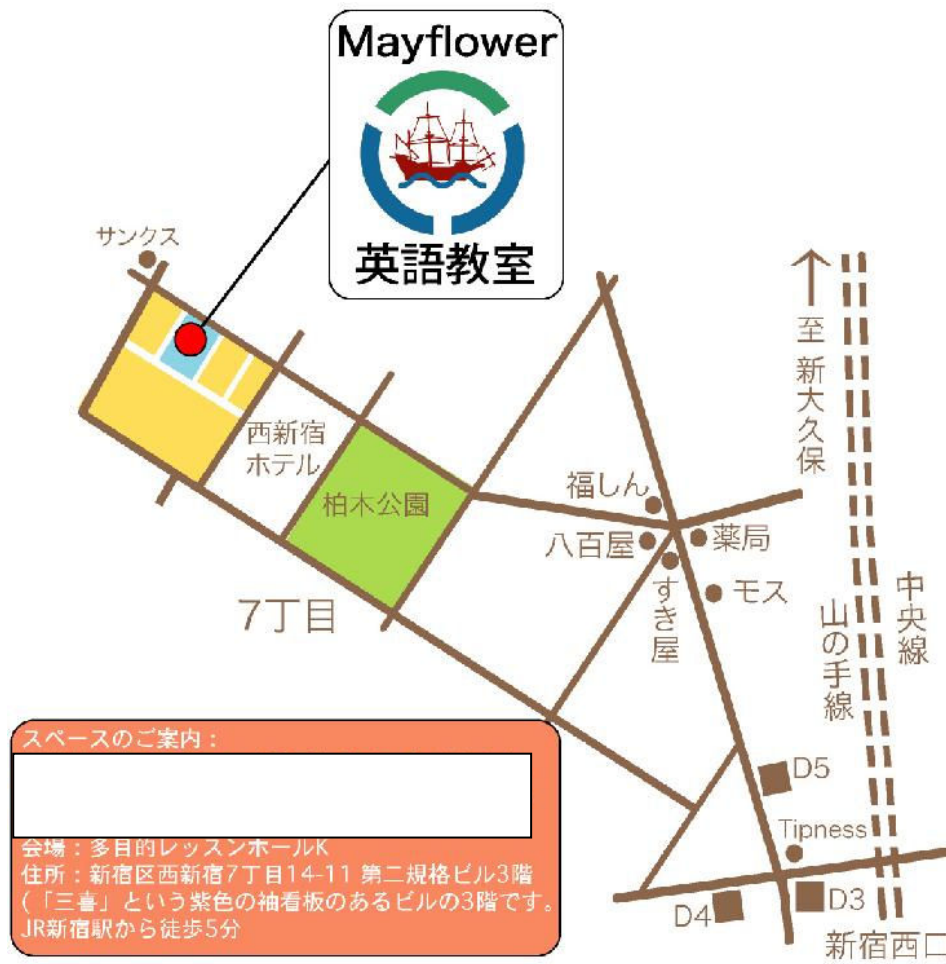 Mayflower
英語教室
サンクス
西新宿
ホテル
柏木公園
7丁目
福しん
八百屋
すき屋
薬局
モス
至 新大久保
山の手線
中央線
D5
Tipness
D4
D3
新宿西口
スペースのご案内：
会場：多目的レッスンホールK
住所：新宿区西新宿7丁目14-11 第二規格ビル3階
(「三喜」という紫色の袖看板のあるビルの3階です。
JR新宿駅から徒歩5分